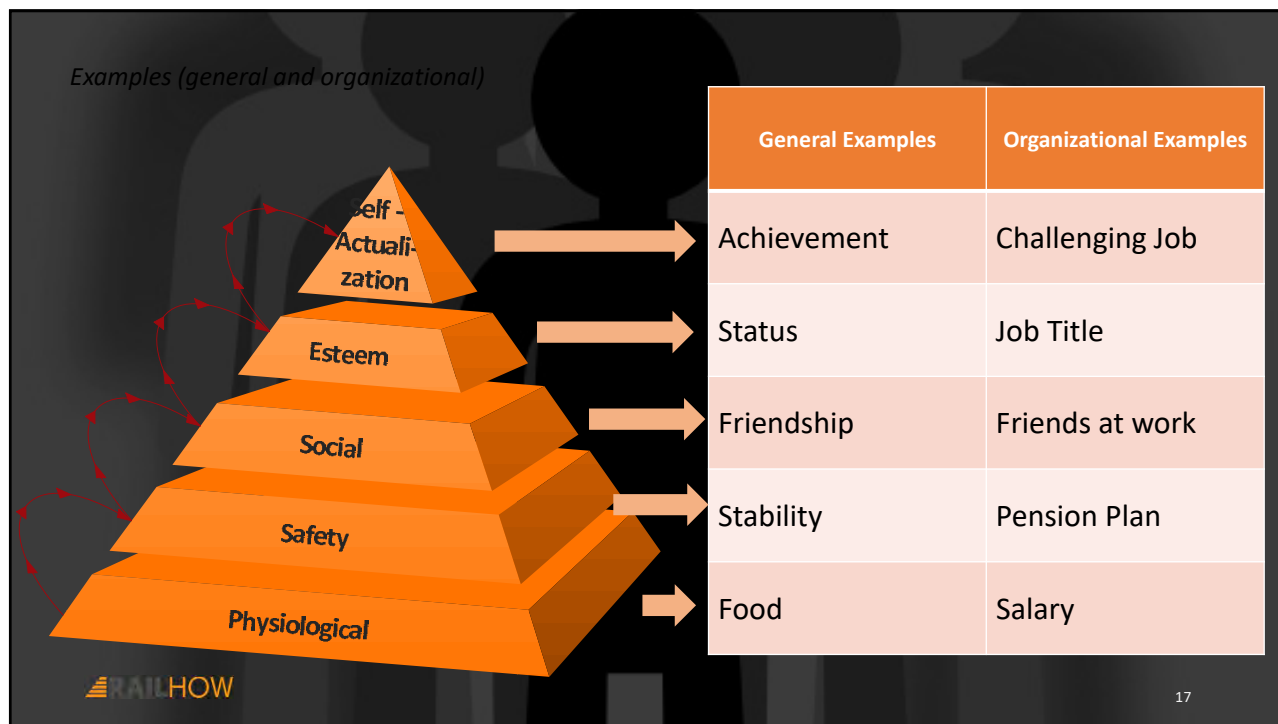 Examples (general and organizational)
General Examples Organizational Examples
Self -
Actuali-
zation
Achievement Challenging Job
Esteem
Status Job Title
Social
Friendship Friends at work
Safety
Stability Pension Plan
Physiological
Food Salary
RAILHOW
17